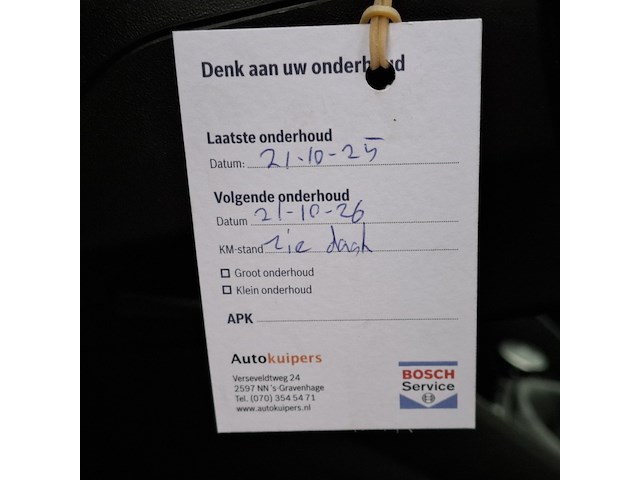 Denk aan uw onderhoud
Laatste onderhoud
Datum: 21-10-25
Volgende onderhoud
Datum 21-10-26
KM-stand zie dash
Groot onderhoud
Klein onderhoud
APK
Autokuipers
Verseveldtweg 24
2597 NN 's-Gravenhage
Tel. (070) 354 54 71
www.autokuipers.nl
BOSCH
Service